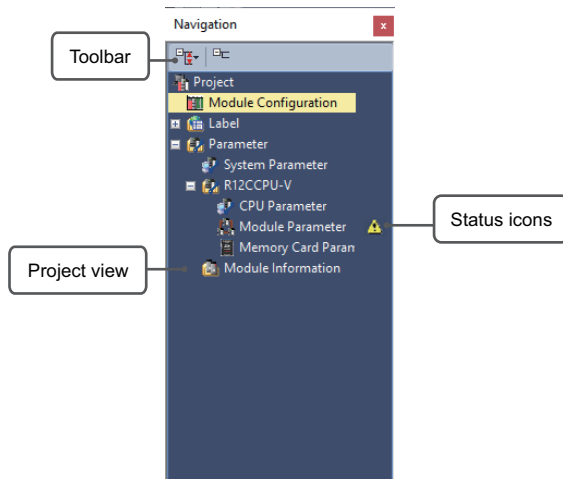 Navigation
x
Toolbar
Project
Module Configuration
Label
Parameter
System Parameter
R12CCPU-V
CPU Parameter
Module Parameter
Status icons
Memory Card Param
Project view
Module Information